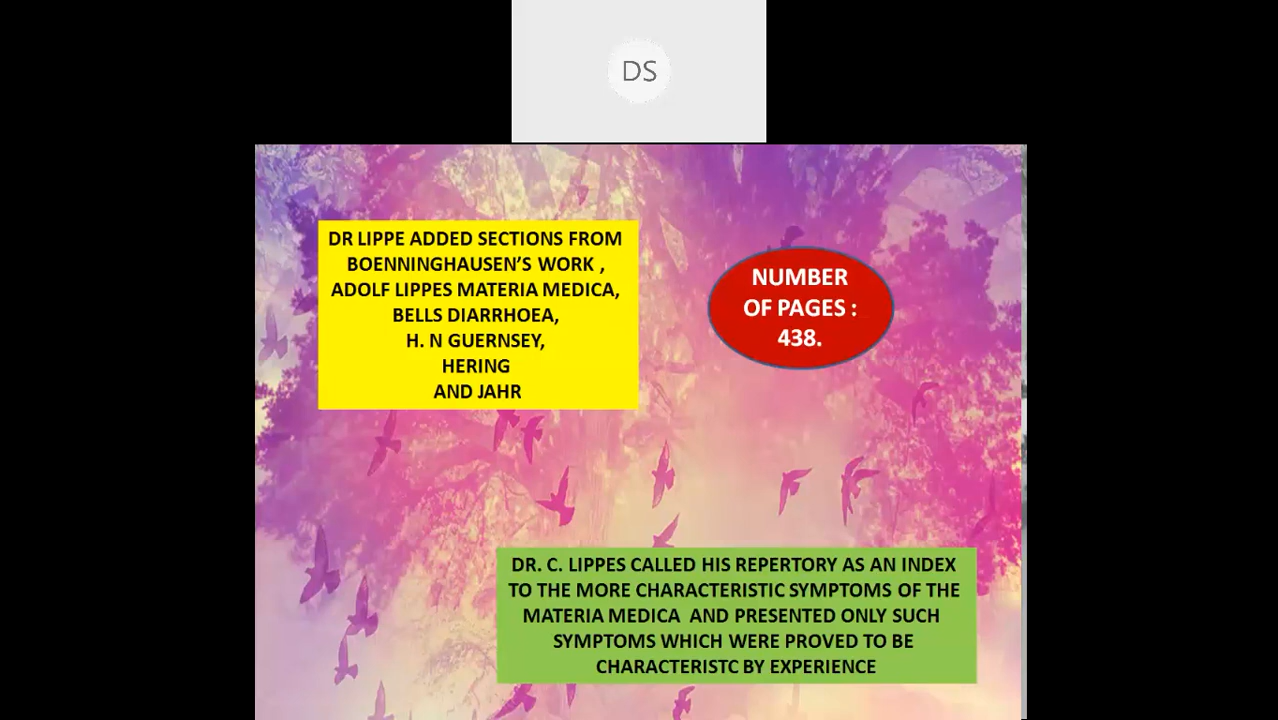 DS
DR LIPPE ADDED SECTIONS FROM
BOENNINGHAUSEN’S WORK ,
ADOLF LIPPES MATERIA MEDICA,
BELLS DIARRHOEA,
H. N GUERNSEY,
HERING
AND JAHR
NUMBER
OF PAGES :
438.
DR. C. LIPPES CALLED HIS REPERTORY AS AN INDEX
TO THE MORE CHARACTERISTIC SYMPTOMS OF THE
MATERIA MEDICA AND PRESENTED ONLY SUCH
SYMPTOMS WHICH WERE PROVED TO BE
CHARACTERISTC BY EXPERIENCE